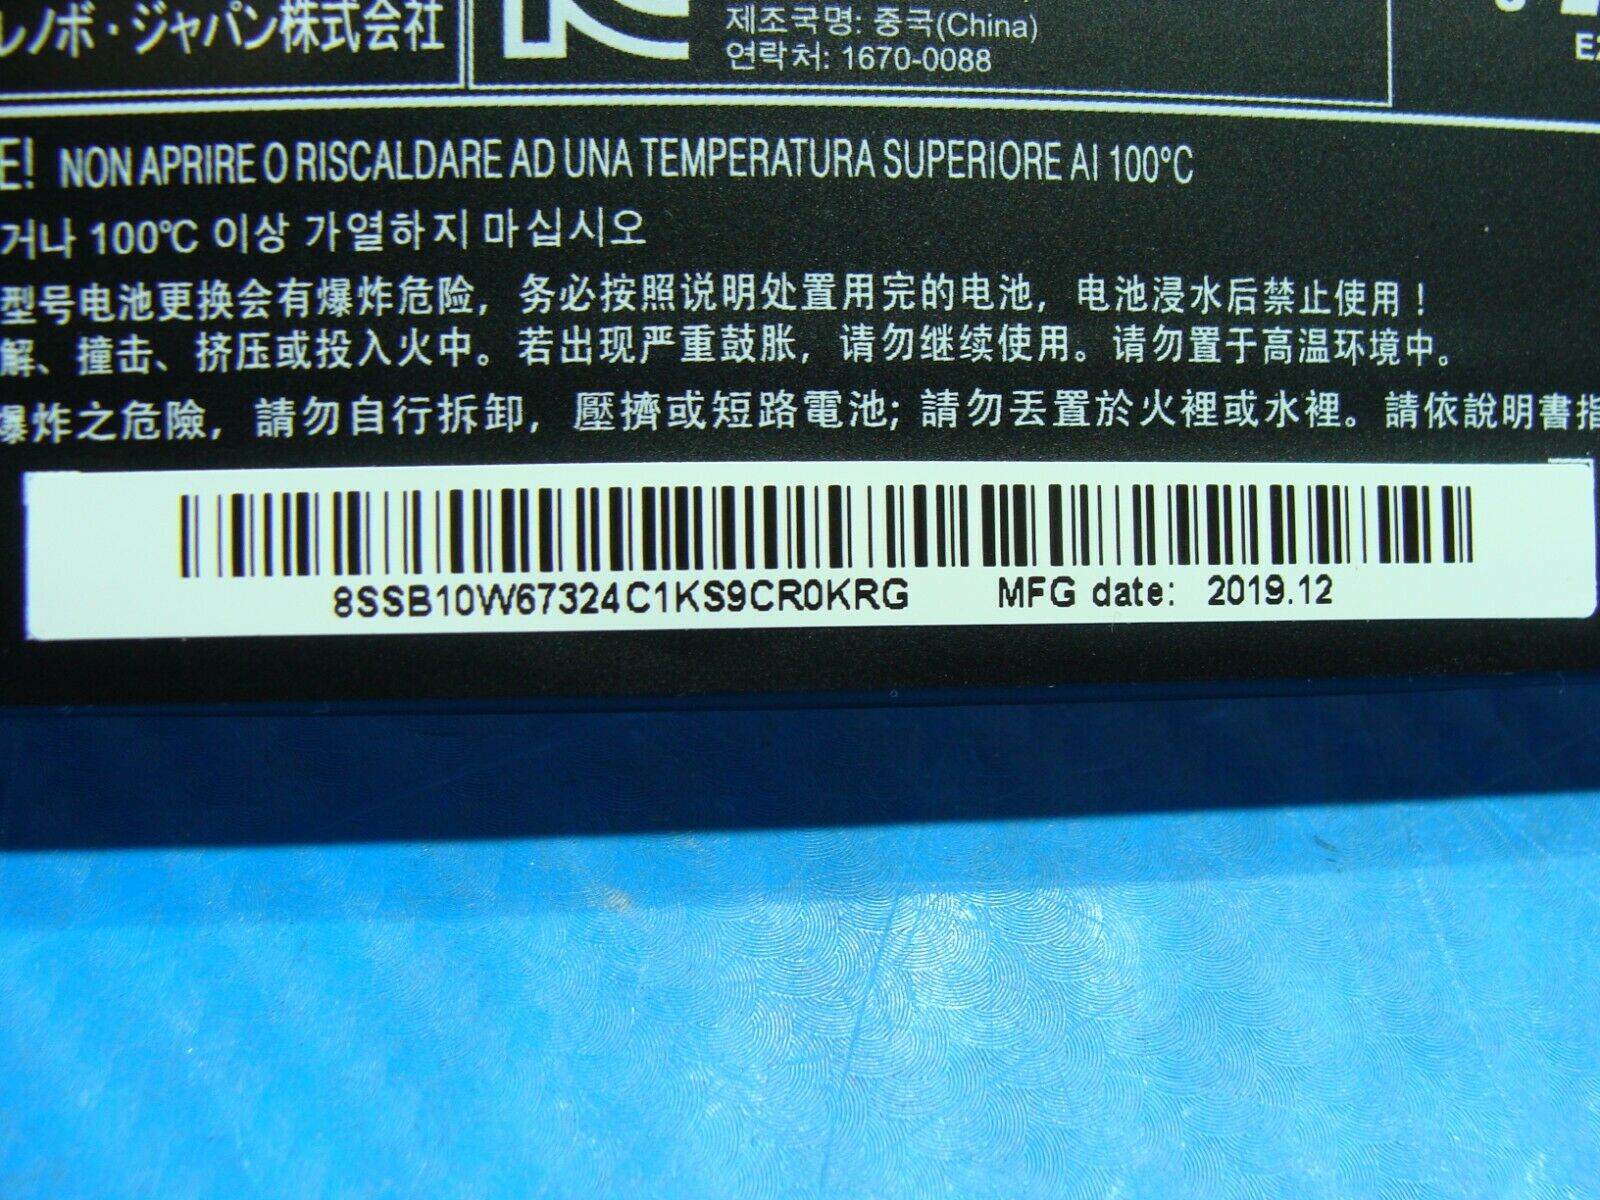 レノボ・ジャパン株式会社
제조국명: 중국(China)
연락처: 1670-0088
E! NON APRIRE O RISCALDARE AD UNA TEMPERATURA SUPERIORE AI 100°C
거나 100℃ 이상 가열하지 마십시오
型号电池更换会有爆炸危险，务必按照说明处置用完的电池，电池浸水后禁止使用！
解、撞击、挤压或投入火中。若出现严重鼓胀，请勿继续使用。请勿置于高温环境中。
爆炸之危險，請勿自行拆卸，壓擠或短路電池; 請勿丟置於火裡或水裡。請依說明書指
8SSB10W67324C1KS9CR0KRG MFG date: 2019.12